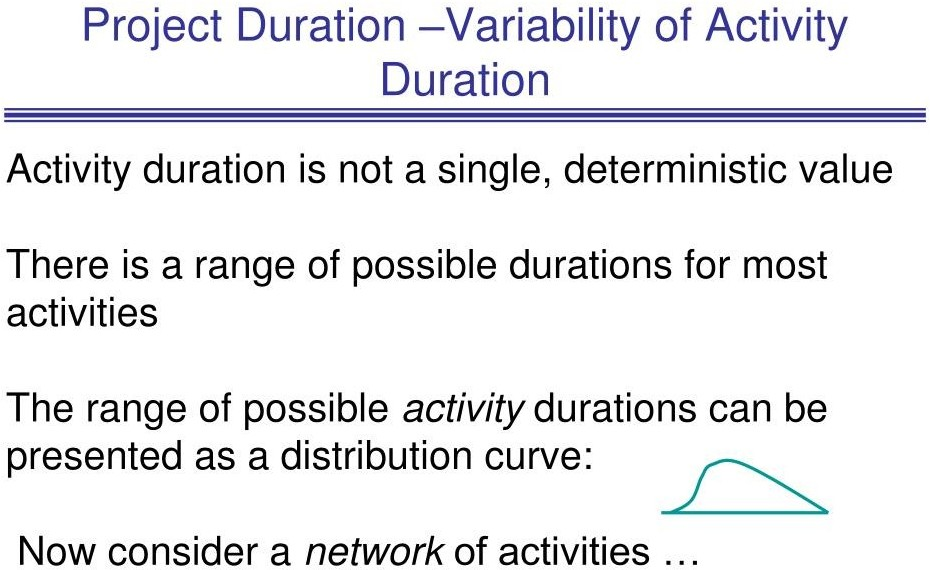 Project Duration –Variability of Activity
Duration
Activity duration is not a single, deterministic value
There is a range of possible durations for most
activities
The range of possible activity durations can be
presented as a distribution curve:
Now consider a network of activities …